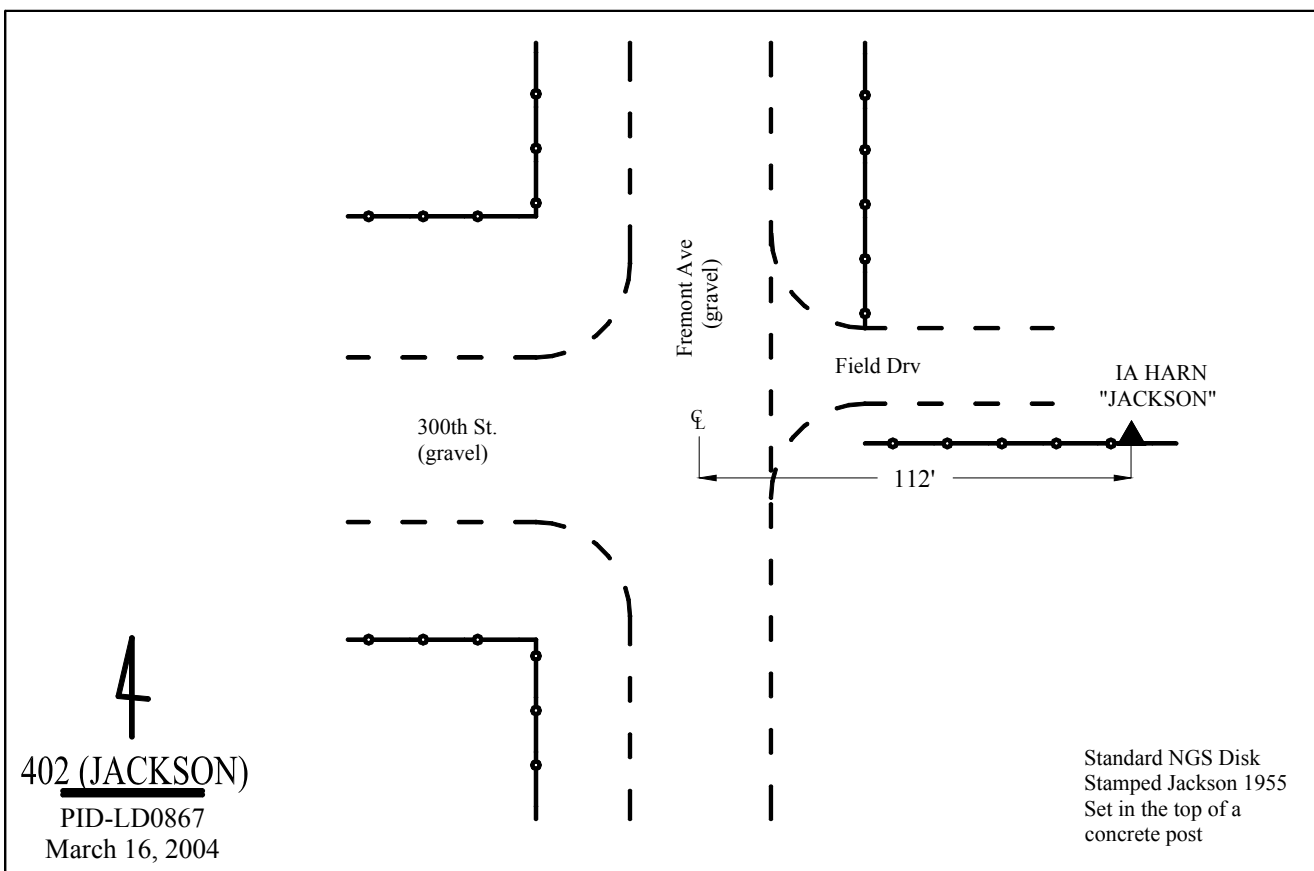 Fremont Ave
(gravel)
Field Drv
IA HARN
"JACKSON"
300th St.
(gravel)
℄
112'
402 (JACKSON)
PID-LD0867
March 16, 2004
Standard NGS Disk
Stamped Jackson 1955
Set in the top of a
concrete post